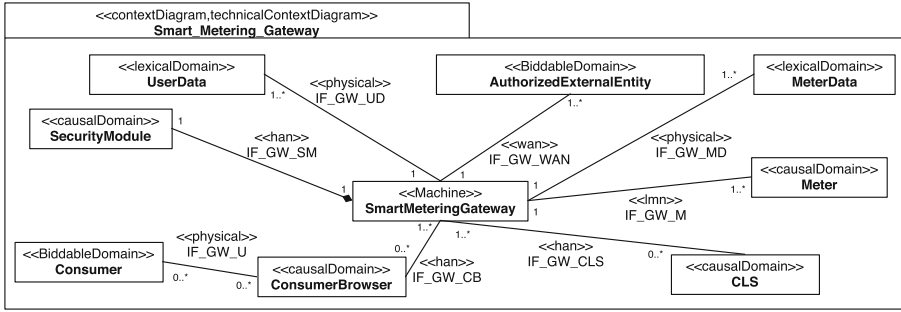 <<contextDiagram,technicalContextDiagram>>
Smart_Metering_Gateway
<<lexicalDomain>>
UserData
<<BiddableDomain>>
AuthorizedExternalEntity
<<lexicalDomain>>
MeterData
<<physical>>
IF_GW_UD
1..*
1..*
1..*
<<causalDomain>>
SecurityModule
1
<<han>>
IF_GW_SM
<<wan>>
IF_GW_WAN
<<physical>>
IF_GW_MD
<<causalDomain>>
Meter
1..*
1
1
1
1
1
<<Machine>>
SmartMeteringGateway
<<lmn>>
IF_GW_M
1..*
1..*
<<BiddableDomain>>
Consumer
<<physical>>
IF_GW_U
0..*
0..*
<<causalDomain>>
ConsumerBrowser
0..*
<<han>>
IF_GW_CB
<<han>>
IF_GW_CLS
0..*
<<causalDomain>>
CLS